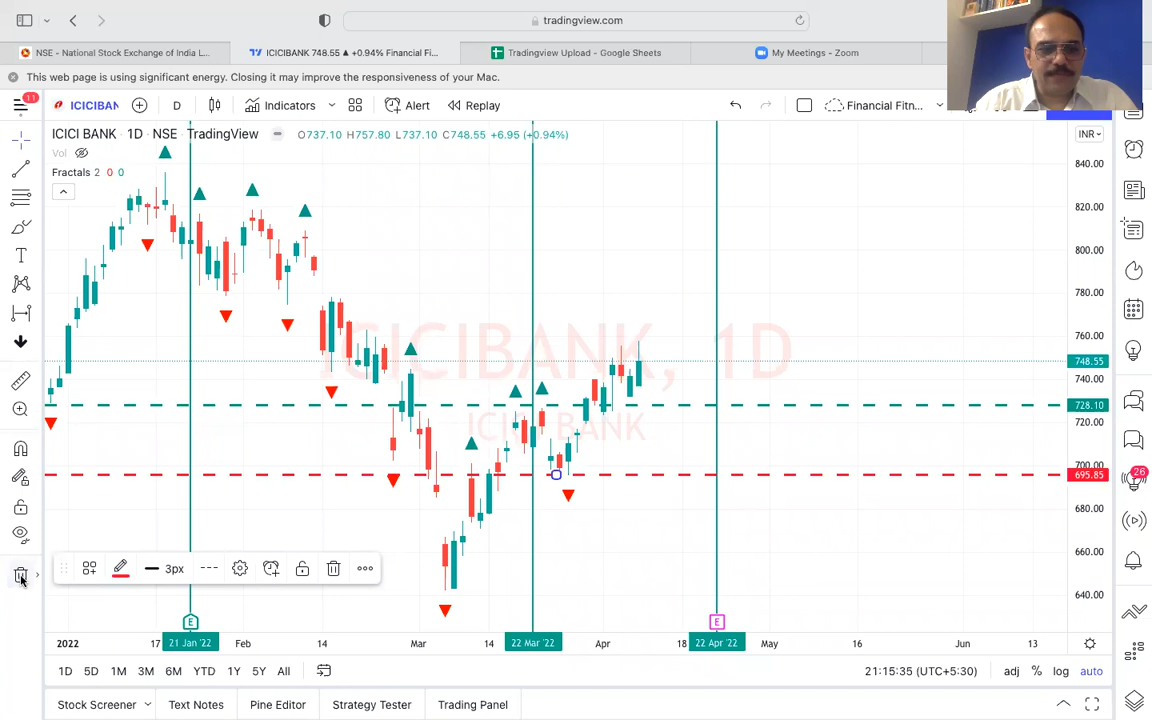 tradingview.com
NSE - National Stock Exchange of India L...
ICICIBANK 748.55 ▲ +0.94% Financial Fi...
Tradingview Upload - Google Sheets
My Meetings - Zoom
This web page is using significant energy. Closing it may improve the responsiveness of your Mac.
11
ICICIBAN
D
Indicators
Alert
Replay
Financial Fitn...
ICICI BANK · 1D · NSE · TradingView
O737.10 H757.80 L737.10 C748.55 +6.95 (+0.94%)
INR
Vol
Fractals 2 0 0
840.00
820.00
800.00
780.00
760.00
748.55
740.00
728.10
720.00
700.00
695.85
680.00
660.00
640.00
ICICIBANK, 1D
ICICI BANK
26
3px
E
E
2022
17
21 Jan '22
Feb
14
Mar
14
22 Mar '22
Apr
18
22 Apr '22
May
16
Jun
13
1D
5D
1M
3M
6M
YTD
1Y
5Y
All
21:15:35 (UTC+5:30)
adj
%
log
auto
Stock Screener
Text Notes
Pine Editor
Strategy Tester
Trading Panel